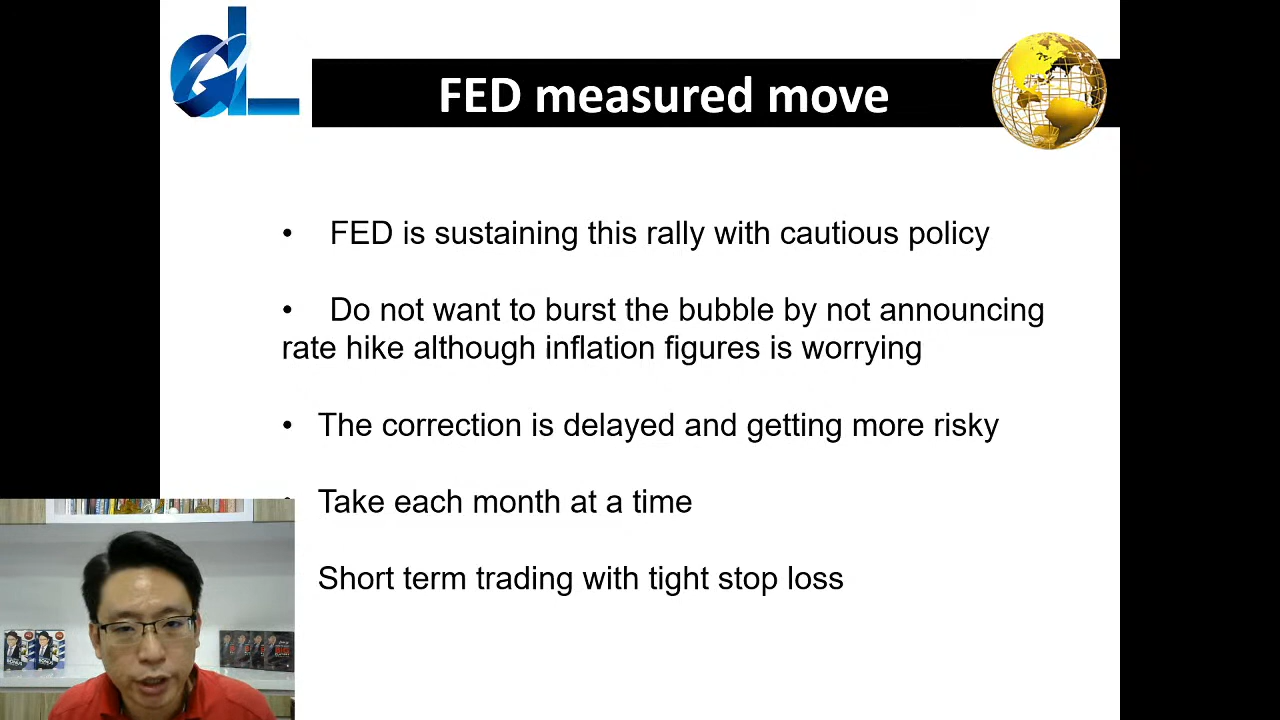 dL
FED measured move
• FED is sustaining this rally with cautious policy
• Do not want to burst the bubble by not announcing
rate hike although inflation figures is worrying
• The correction is delayed and getting more risky
• Take each month at a time
Short term trading with tight stop loss